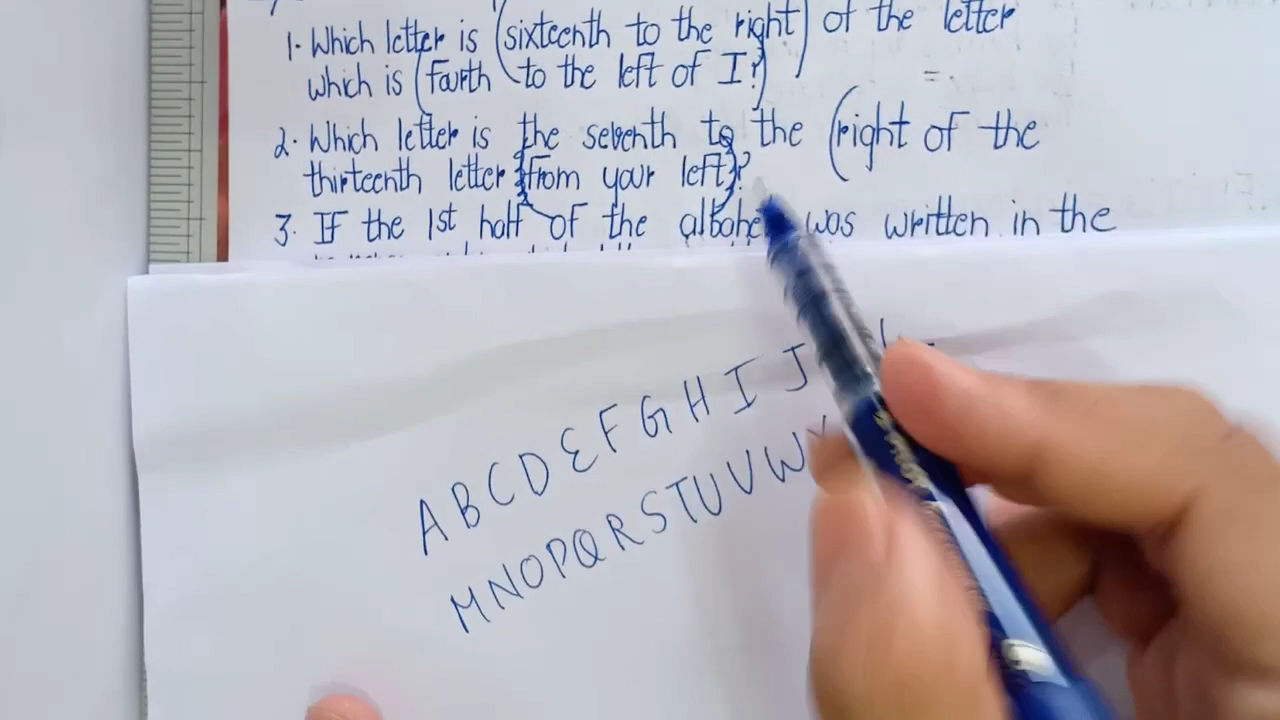 1. Which letter is (sixteenth to the right) of the letter
which is (fourth to the left of I?)
2. Which letter is the seventh to the (right of the
thirteenth letter from your left)?
3. If the 1st half of the was written in the
A B C D E F G H I J
M N O P Q R S T U V W